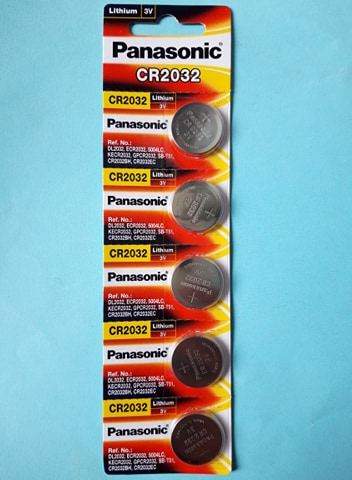 Lithium 3V
Panasonic
CR2032
CR2032 Lithium 3V
Panasonic
Ref. No.:
DL2032, ECR2032, 5004LC,
KECR2032, GPCR2032, SB-T51,
CR2032BH, CR2032EC
CR2032 Lithium 3V
Panasonic
Ref. No.:
DL2032, ECR2032, 5004LC,
KECR2032, GPCR2032, SB-T51,
CR2032BH, CR2032EC
CR2032 Lithium 3V
Panasonic
Ref. No.:
DL2032, ECR2032, 5004LC,
KECR2032, GPCR2032, SB-T51,
CR2032BH, CR2032EC
Panasonic
CR2032
3V
CR2032 Lithium 3V
Panasonic
Ref. No.:
DL2032, ECR2032, 5004LC,
KECR2032, GPCR2032, SB-T51,
CR2032BH, CR2032EC
CR2032 Lithium 3V
Panasonic
Ref. No.:
DL2032, ECR2032, 5004LC,
KECR2032, GPCR2032, SB-T51,
CR2032BH, CR2032EC